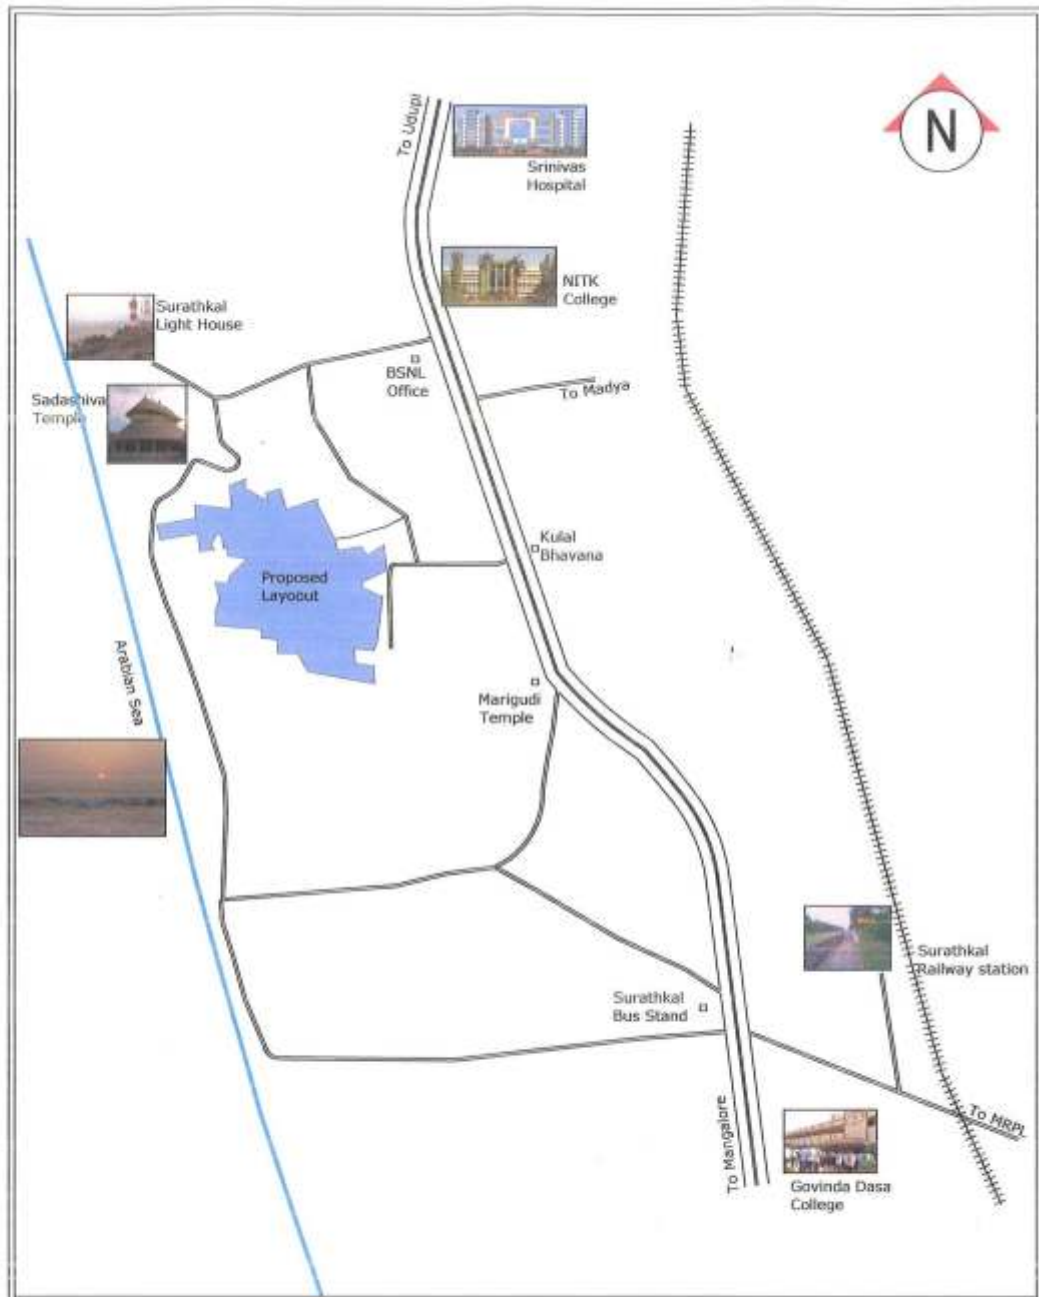 To Udupi
Srinivas
Hospital
N
NITK
College
Surathkal
Light House
BSNL
Office
To Madya
Sadashiva
Temple
Kulal
Bhavana
Proposed
Layoout
Arabian Sea
Marigudi
Temple
Surathkal
Railway station
Surathkal
Bus Stand
To Mangalore
To MRPL
Govinda Dasa
College